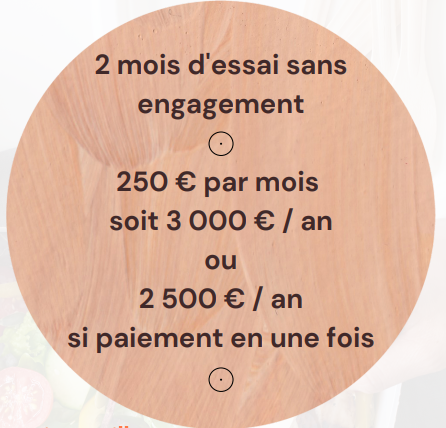 2 mois d'essai sans
engagement
250 € par mois
soit 3 000 € / an
ou
2 500 € / an
si paiement en une fois